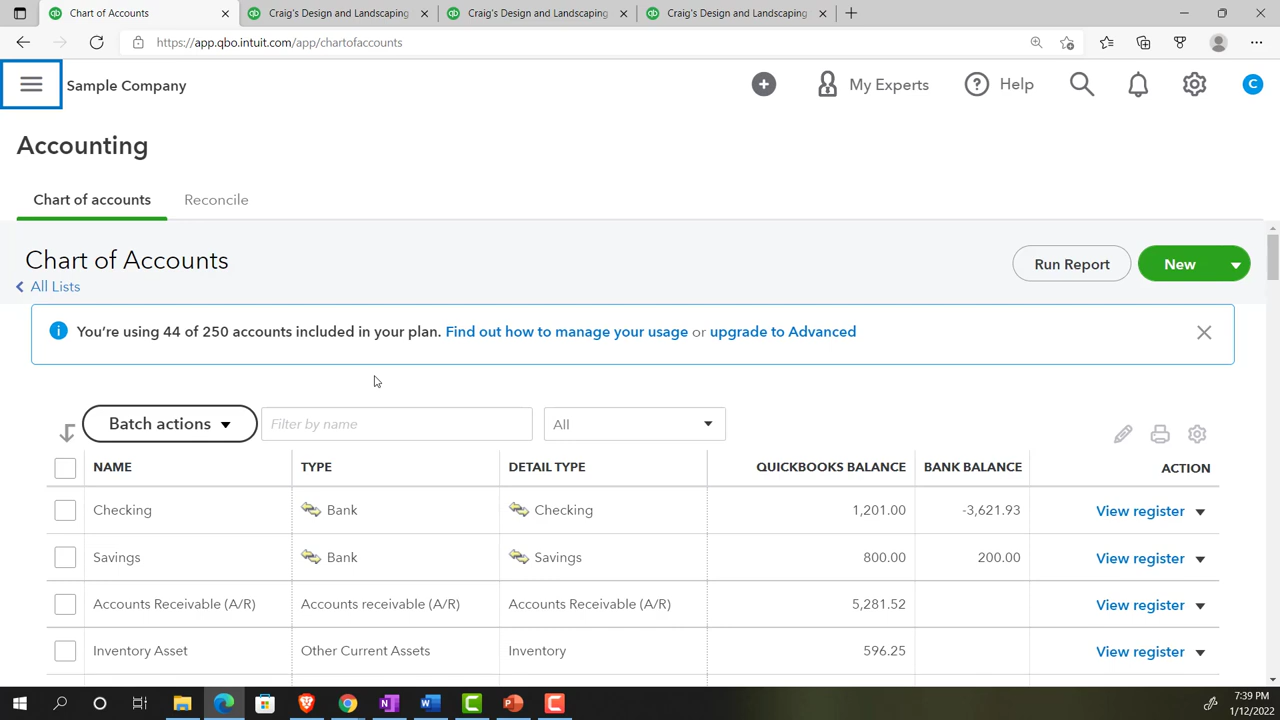 Chart of Accounts
Craig's Design and Landscaping
Craig's Design and Landscaping
Craig's Design and Landscaping
https://app.qbo.intuit.com/app/chartofaccounts
Sample Company
My Experts
Help
C
Accounting
Chart of accounts
Reconcile
Chart of Accounts
All Lists
Run Report
New
You're using 44 of 250 accounts included in your plan. Find out how to manage your usage or upgrade to Advanced
Batch actions
Filter by name
All
NAME TYPE DETAIL TYPE QUICKBOOKS BALANCE BANK BALANCE ACTION
Checking Bank Checking 1,201.00 -3,621.93 View register
Savings Bank Savings 800.00 200.00 View register
Accounts Receivable (A/R) Accounts receivable (A/R) Accounts Receivable (A/R) 5,281.52 View register
Inventory Asset Other Current Assets Inventory 596.25 View register
7:39 PM
1/12/2022